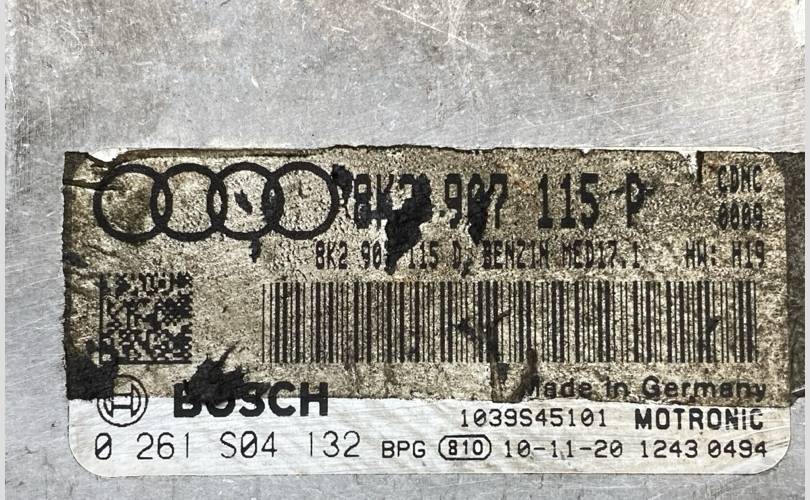 8K2 907 115 P CDNC
0009
8K2 907 115 D, BENZIN MED17.1 HW: H19
BOSCH
Made in Germany
1039S45101 MOTRONIC
0 261 S04 132 BPG 810 10-11-20 1243 0494